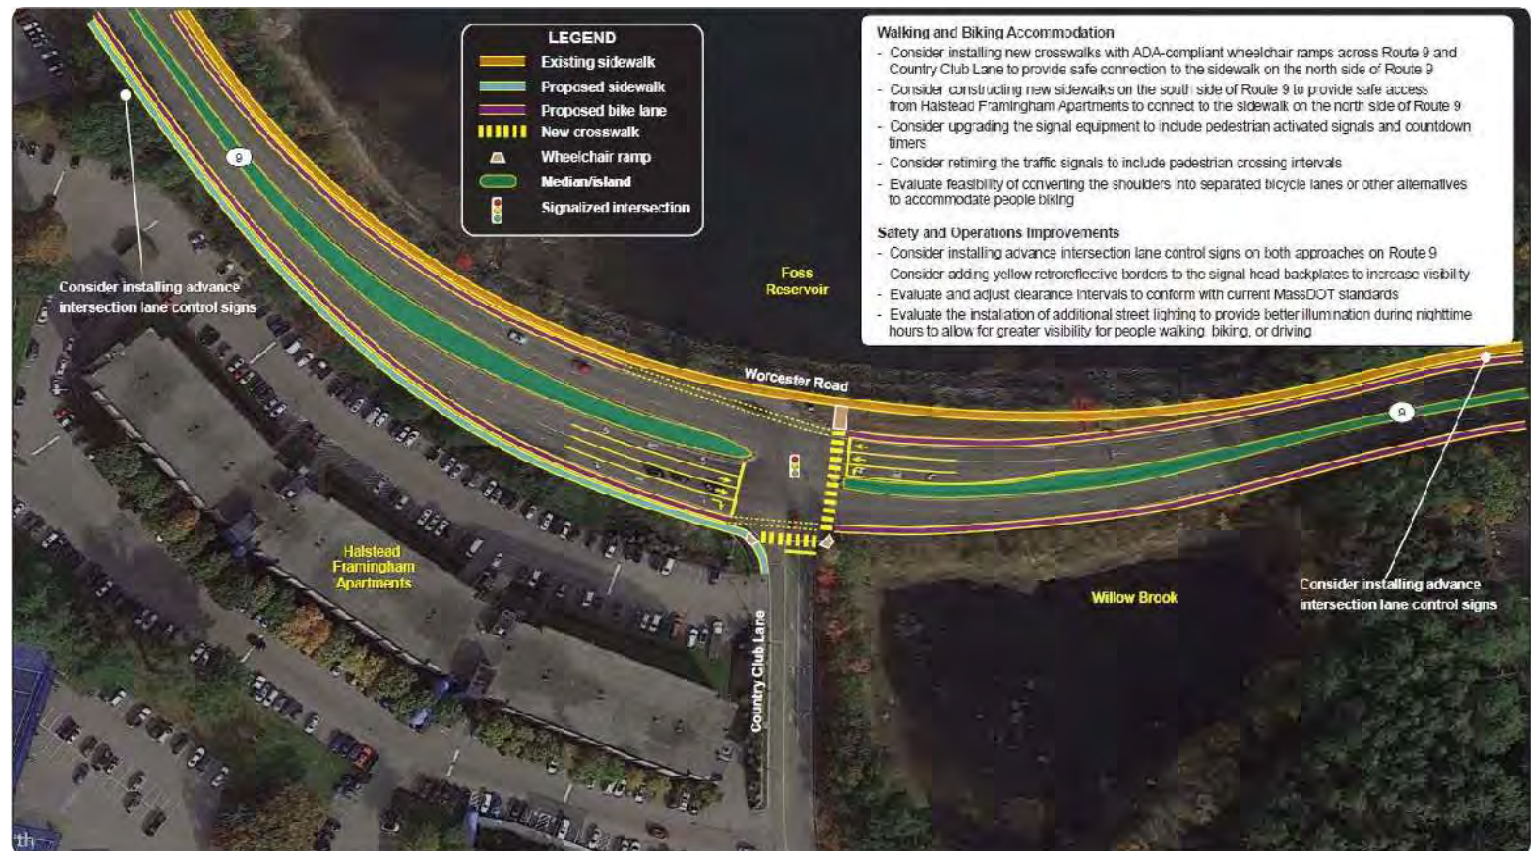 LEGEND
Existing sidewalk
Proposed sidewalk
Proposed bike lane
New crosswalk
Wheelchair ramp
Median/island
Signalized intersection
Walking and Biking Accommodation
- Consider installing new crosswalks with ADA-compliant wheelchair ramps across Route 9 and
Country Club Lane to provide safe connection to the sidewalk on the north side of Route 9
- Consider constructing new sidewalks on the south side of Route 9 to provide safe access
from Halstead Framingham Apartments to connect to the sidewalk on the north side of Route 9
- Consider upgrading the signal equipment to include pedestrian activated signals and countdown
timers
- Consider retiming the traffic signals to include pedestrian crossing intervals
- Evaluate feasibility of converting the shoulders into separated bicycle lanes or other alternatives
to accommodate people biking
Safety and Operations Improvements
- Consider installing advance intersection lane control signs on both approaches on Route 9
Consider adding yellow retroreflective borders to the signal head backplates to increase visibility
- Evaluate and adjust clearance intervals to conform with current MassDOT standards
- Evaluate the installation of additional street lighting to provide better illumination during nighttime
hours to allow for greater visibility for people walking, biking, or driving
9
Consider installing advance
intersection lane control signs
Foss
Reservoir
Worcester Road
9
Halstead
Framingham
Apartments
Willow Brook
Consider installing advance
intersection lane control signs
Country Club Lane